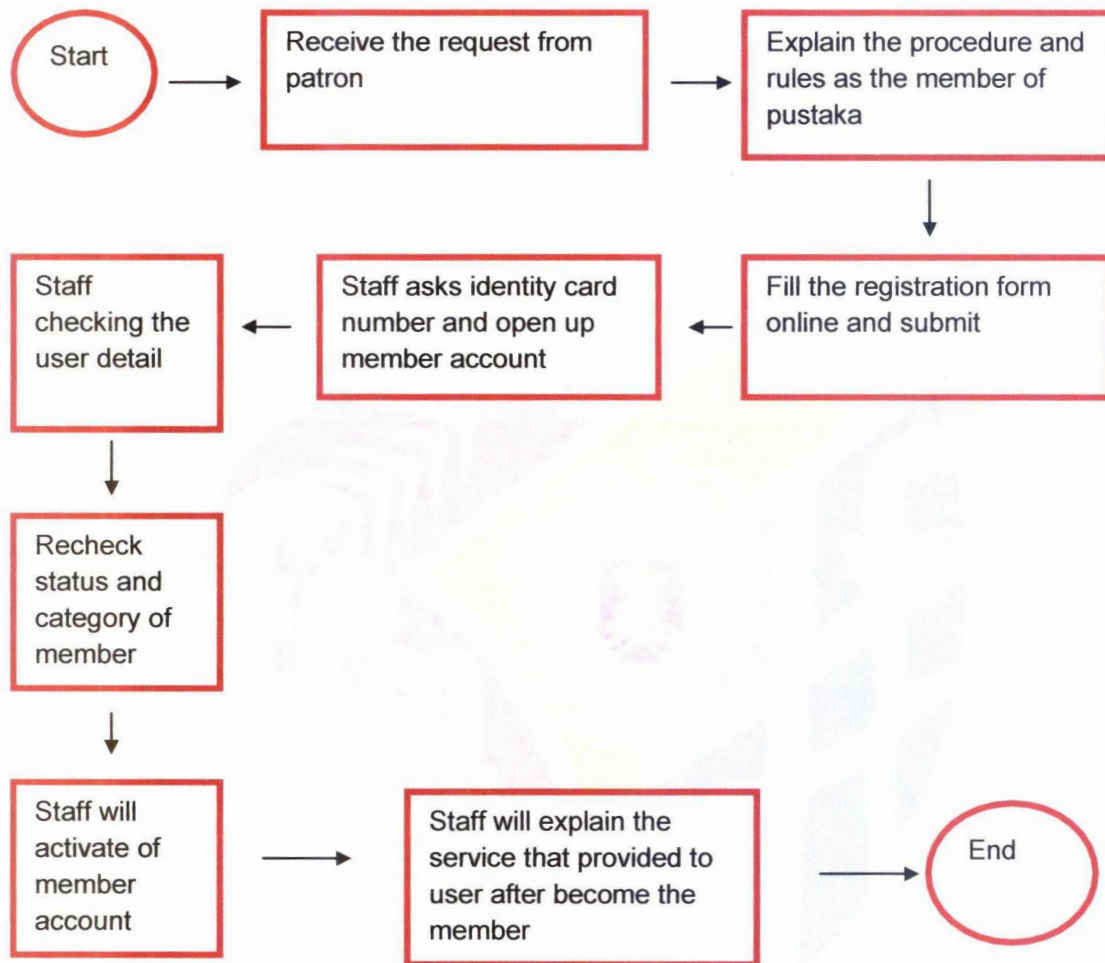 Start
Receive the request from
patron
Explain the procedure and
rules as the member of
pustaka
Fill the registration form
online and submit
Staff asks identity card
number and open up
member account
Staff
checking the
user detail
Recheck
status and
category of
member
Staff will
activate of
member
account
Staff will explain the
service that provided to
user after become the
member
End